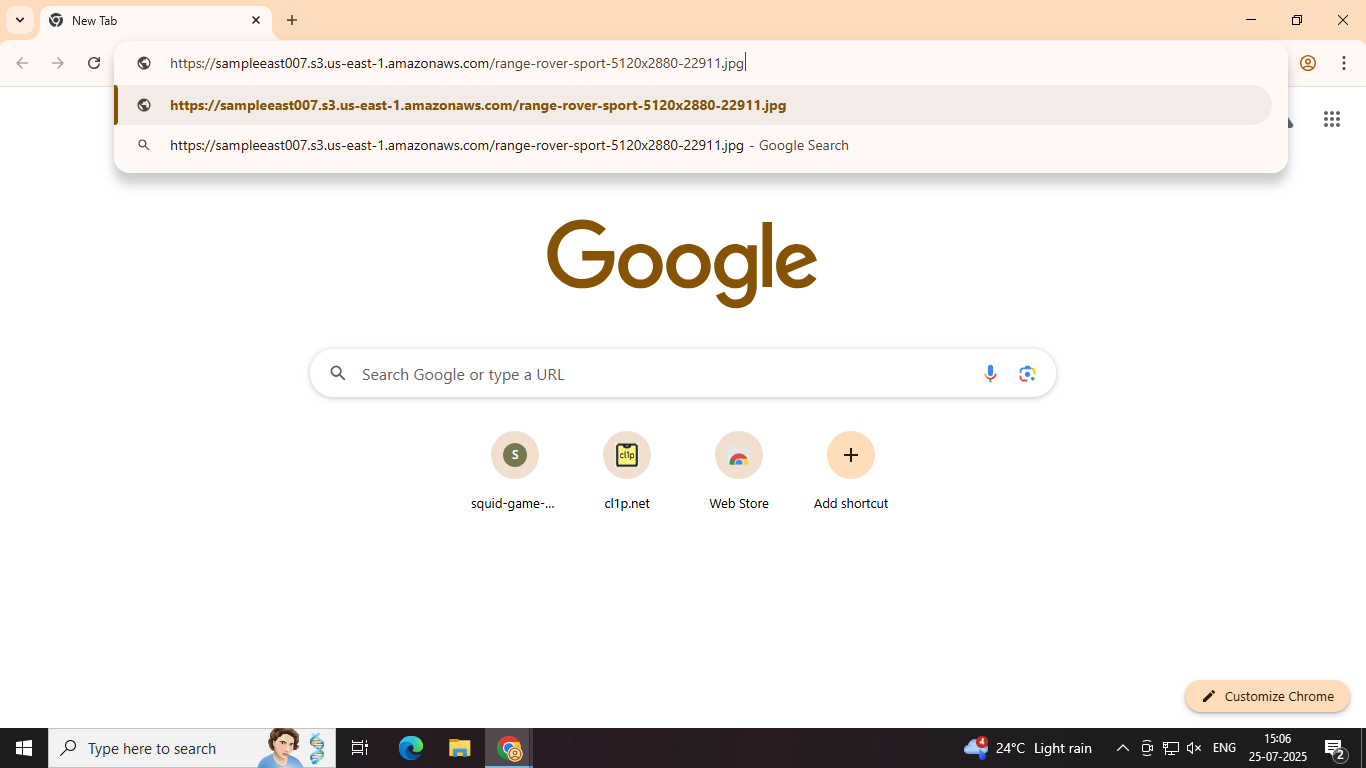 New Tab
https://sampleeast007.s3.us-east-1.amazonaws.com/range-rover-sport-5120x2880-22911.jpg
https://sampleeast007.s3.us-east-1.amazonaws.com/range-rover-sport-5120x2880-22911.jpg
https://sampleeast007.s3.us-east-1.amazonaws.com/range-rover-sport-5120x2880-22911.jpg - Google Search
Google
Search Google or type a URL
S
cl1p
squid-game-...
cl1p.net
Web Store
Add shortcut
Customize Chrome
Type here to search
4
24°C Light rain
ENG
15:06
25-07-2025
2